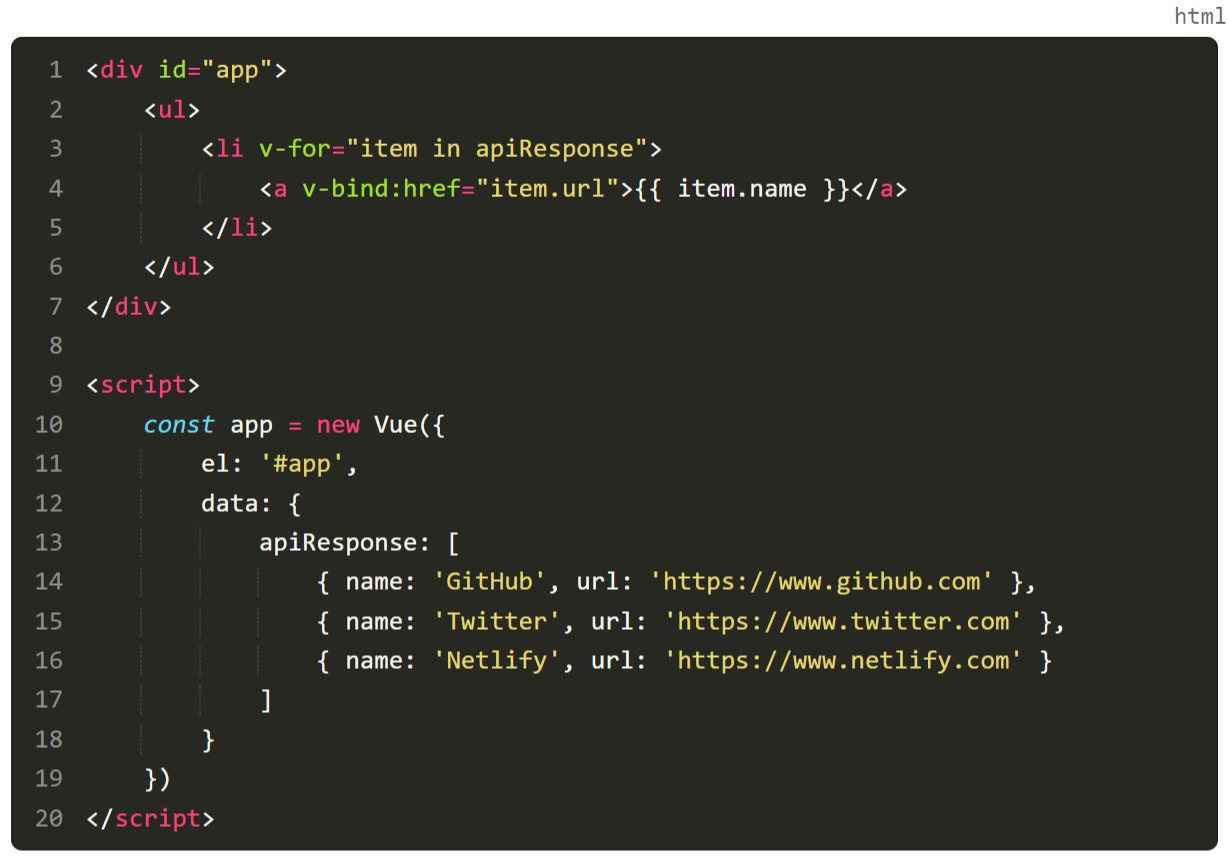 html
1 <div id="app">
2     <ul>
3         <li v-for="item in apiResponse">
4             <a v-bind:href="item.url">{{ item.name }}</a>
5         </li>
6     </ul>
7 </div>
8
9 <script>
10     const app = new Vue({
11         el: '#app',
12         data: {
13             apiResponse: [
14                 { name: 'GitHub', url: 'https://www.github.com' },
15                 { name: 'Twitter', url: 'https://www.twitter.com' },
16                 { name: 'Netlify', url: 'https://www.netlify.com' }
17             ]
18         }
19     })
20 </script>